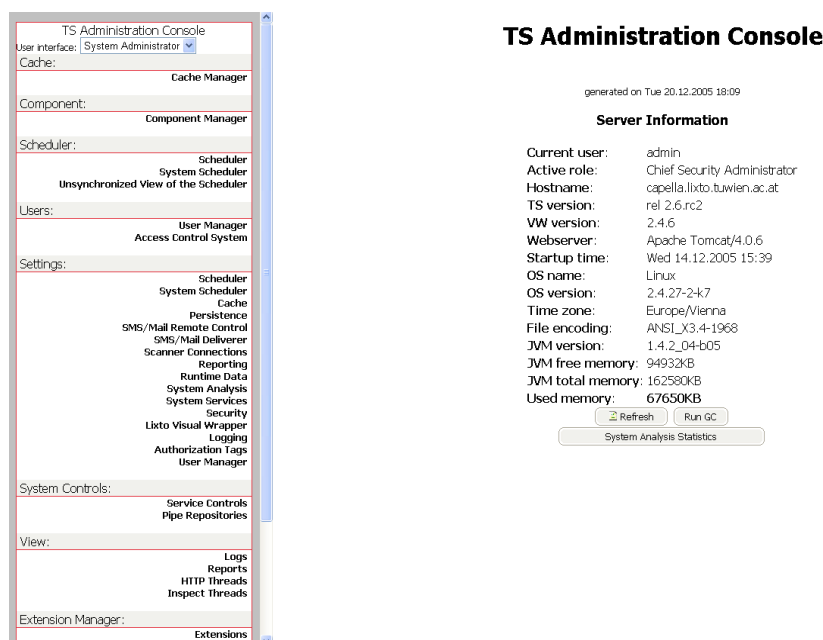 TS Administration Console
User interface: System Administrator
Cache:
Cache Manager
Component:
Component Manager
Scheduler:
Scheduler
System Scheduler
Unsynchronized View of the Scheduler
Users:
User Manager
Access Control System
Settings:
Scheduler
System Scheduler
Cache
Persistence
SMS/Mail Remote Control
SMS/Mail Deliverer
Scanner Connections
Reporting
Runtime Data
System Analysis
System Services
Security
Lixto Visual Wrapper
Logging
Authorization Tags
User Manager
System Controls:
Service Controls
Pipe Repositories
View:
Logs
Reports
HTTP Threads
Inspect Threads
Extension Manager:
Extensions
TS Administration Console
generated on Tue 20.12.2005 18:09
Server Information
Current user: admin
Active role: Chief Security Administrator
Hostname: capella.lixto.tuwien.ac.at
TS version: rel 2.6.rc2
VW version: 2.4.6
Webserver: Apache Tomcat/4.0.6
Startup time: Wed 14.12.2005 15:39
OS name: Linux
OS version: 2.4.27-2-k7
Time zone: Europe/Vienna
File encoding: ANSI_X3.4-1968
JVM version: 1.4.2_04-b05
JVM free memory: 94932KB
JVM total memory: 162580KB
Used memory: 67650KB
Refresh Run GC
System Analysis Statistics